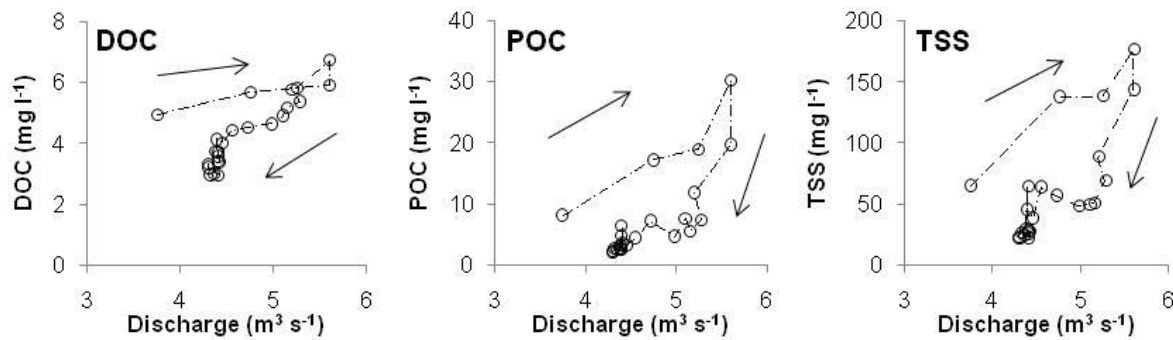 DOC
DOC (mg l-1)
8
6
4
2
0
3 4 5 6
Discharge (m3 s-1)
POC
POC (mg l-1)
40
30
20
10
0
3 4 5 6
Discharge (m3 s-1)
TSS
TSS (mg l-1)
200
150
100
50
0
3 4 5 6
Discharge (m3 s-1)